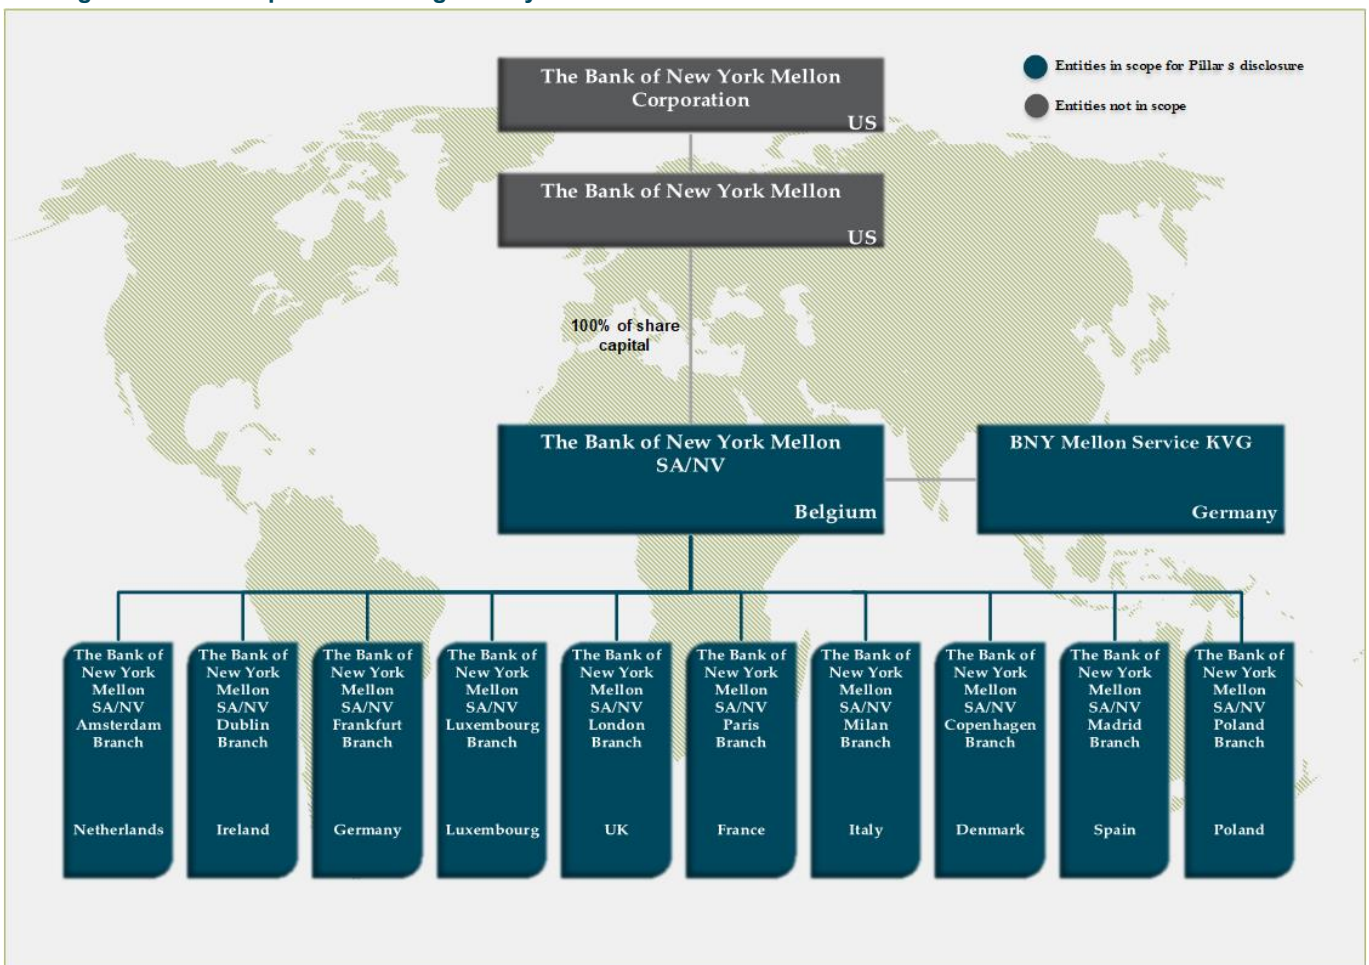 The Bank of New York Mellon
Corporation
US
Entities in scope for Pillar 3 disclosure
Entities not in scope
The Bank of New York Mellon
US
100% of share
capital
The Bank of New York Mellon
SA/NV
Belgium
BNY Mellon Service KVG
Germany
The Bank of
New York
Mellon
SA/NV
Amsterdam
Branch
Netherlands
The Bank of
New York
Mellon
SA/NV
Dublin
Branch
Ireland
The Bank of
New York
Mellon
SA/NV
Frankfurt
Branch
Germany
The Bank of
New York
Mellon
SA/NV
Luxembourg
Branch
Luxembourg
The Bank of
New York
Mellon
SA/NV
London
Branch
UK
The Bank of
New York
Mellon
SA/NV
Paris
Branch
France
The Bank of
New York
Mellon
SA/NV
Milan
Branch
Italy
The Bank of
New York
Mellon
SA/NV
Copenhagen
Branch
Denmark
The Bank of
New York
Mellon
SA/NV
Madrid
Branch
Spain
The Bank of
New York
Mellon
SA/NV
Poland
Branch
Poland